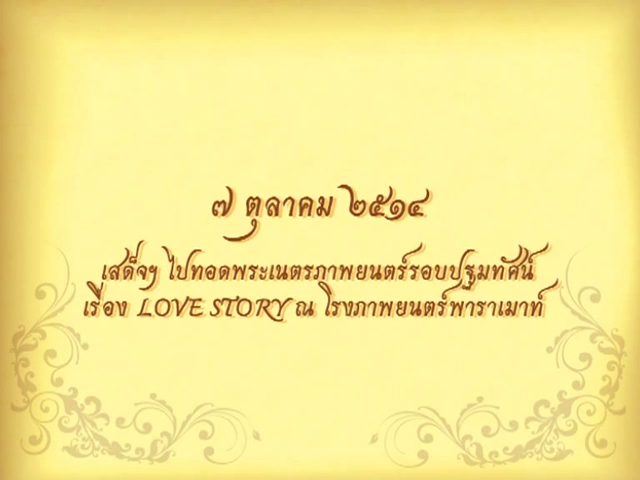 ๗ ตุลาคม ๒๕๑๔
เสด็จฯ ไปทอดพระเนตรภาพยนตร์รอบปฐมทัศน์
เรื่อง LOVE STORY ณ โรงภาพยนตร์พาราเมาท์